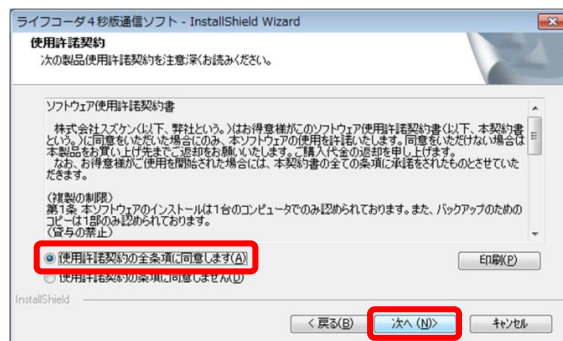 ライフコーダ４秒版通信ソフト - InstallShield Wizard
使用許諾契約
次の製品使用許諾契約を注意深くお読みください。
ソフトウェア使用許諾契約書
株式会社スズケン(以下、弊社という。)はお得意様がこのソフトウェア使用許諾契約書(以下、本契約書
という。)に同意をいただいた場合にのみ、本ソフトウェアの使用を許諾いたします。同意をいただけない場合は
本製品をお買い上げ先までご返却をお願いいたします。ご購入代金の返却を申し上げます。
なお、お得意様がご使用を開始された場合には、本契約書の全ての条項に承諾をされたものとさせていた
だきます。
〈複製の制限〉
第1条 本ソフトウェアのインストールは1台のコンピュータでのみ認められております。また、バックアップのための
コピーは1部のみ認められております。
〈貸与の禁止〉
使用許諾契約の全条項に同意します(A)
使用許諾契約の条項に同意しません(D)
印刷(P)
InstallShield
< 戻る(B)
次へ (N)>
キャンセル